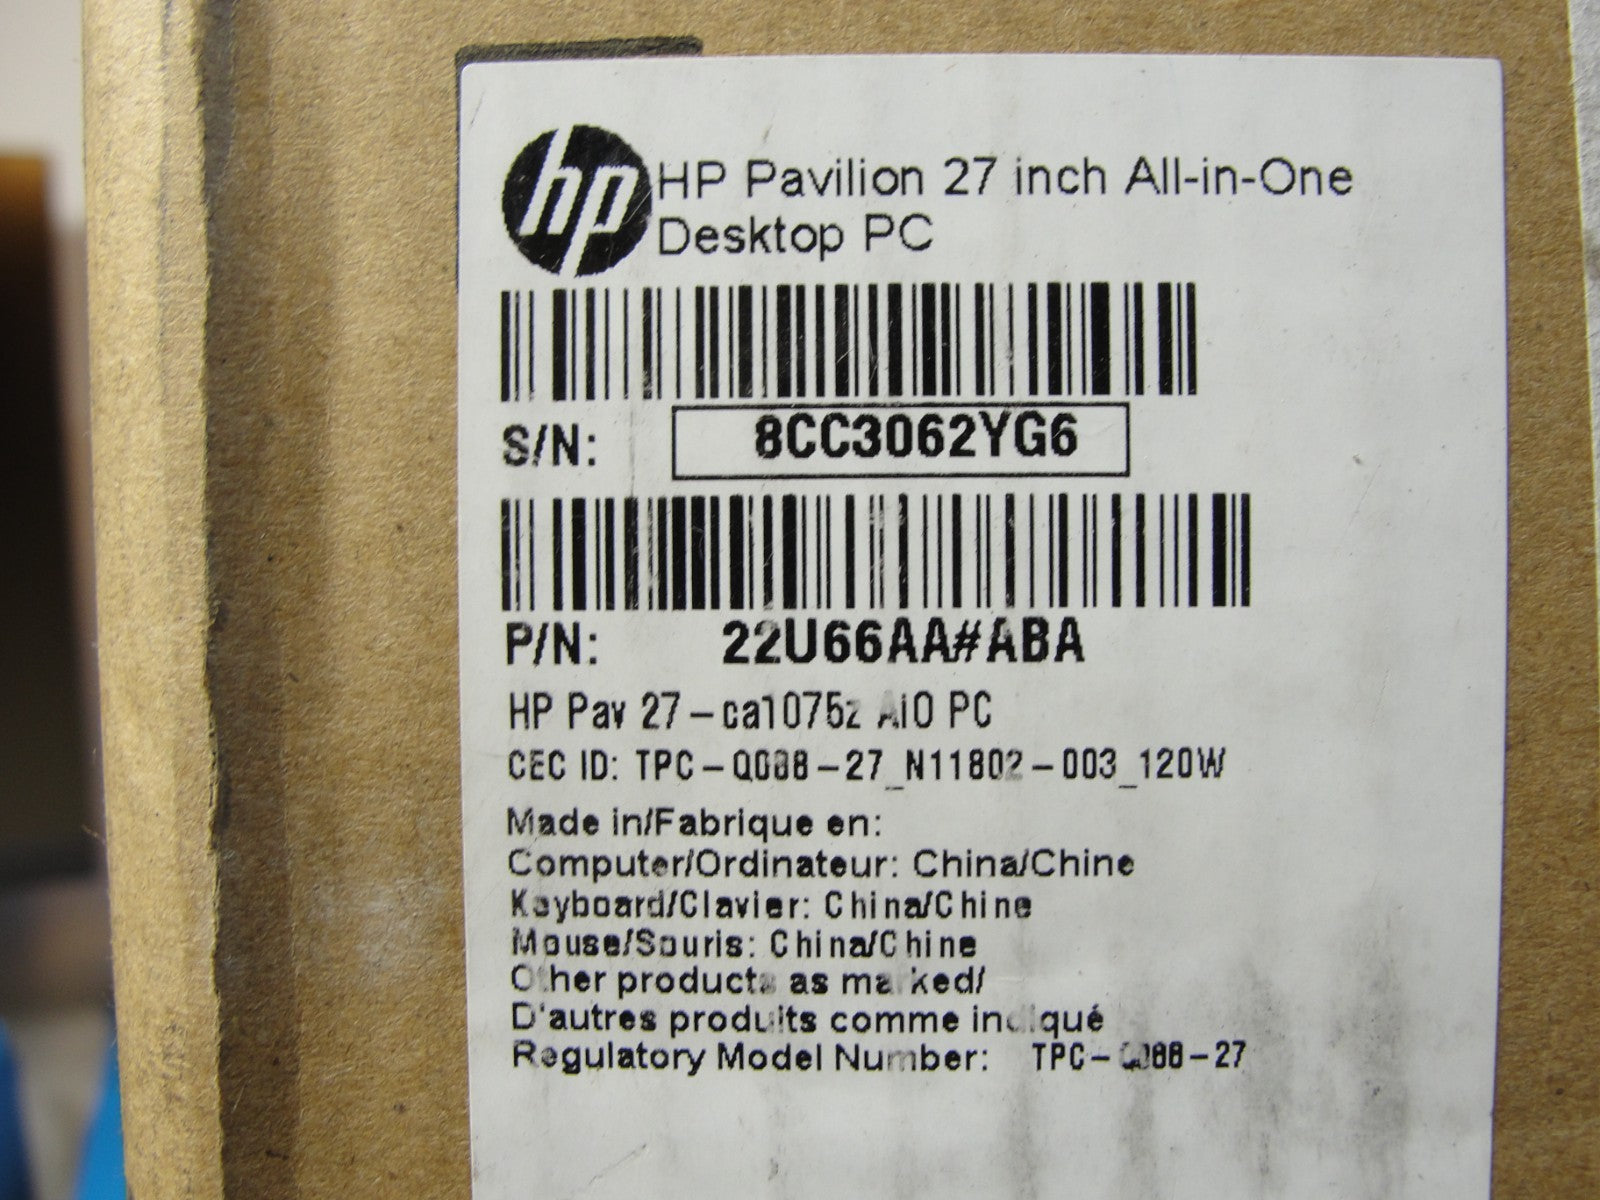 hp
HP Pavilion 27 inch All-in-One
Desktop PC
S/N: 8CC3062YG6
P/N: 22U66AA#ABA
HP Pav 27-ca1075z AiO PC
CEC ID: TPC-Q088-27_N11802-003_120W
Made in/Fabrique en:
Computer/Ordinateur: China/Chine
Keyboard/Clavier: China/Chine
Mouse/Souris: China/Chine
Other products as marked/
D'autres produits comme indiqué
Regulatory Model Number: TPC-Q088-27